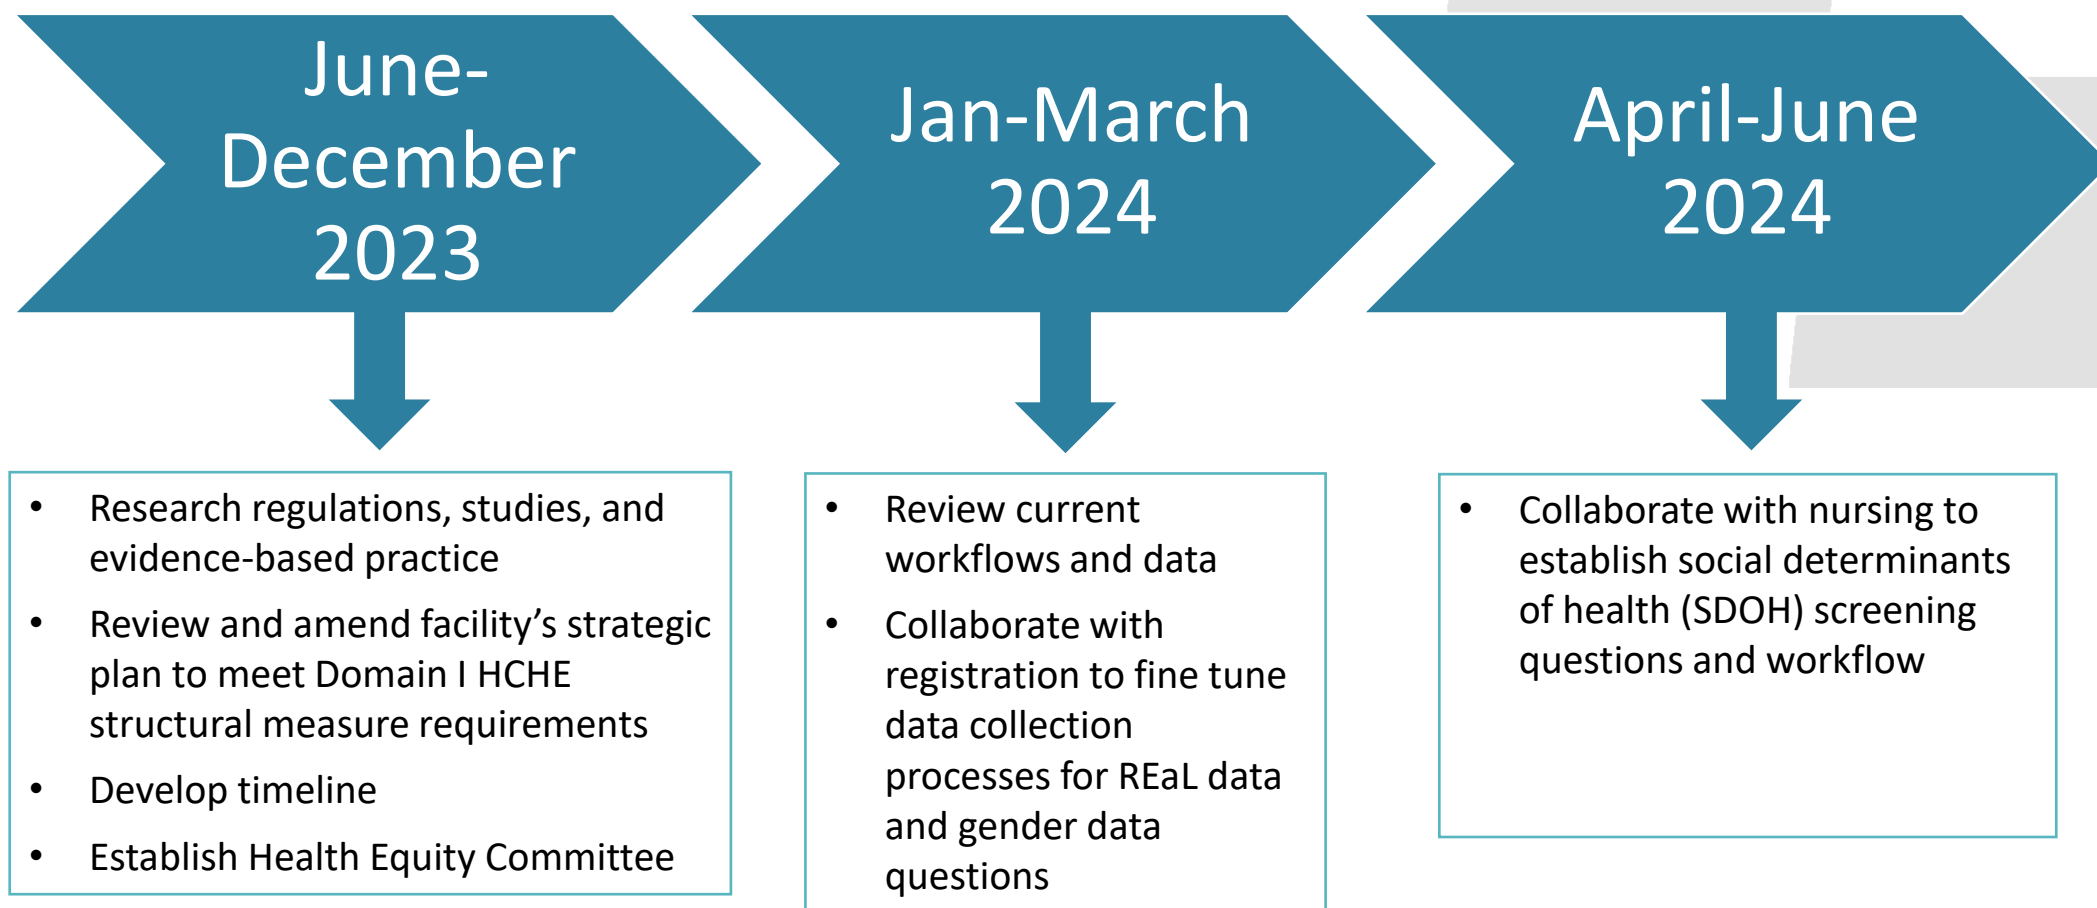 June-
December
2023
Jan-March
2024
April-June
2024
• Research regulations, studies, and
evidence-based practice
• Review and amend facility’s strategic
plan to meet Domain I HCHE
structural measure requirements
• Develop timeline
• Establish Health Equity Committee
• Review current
workflows and data
• Collaborate with
registration to fine tune
data collection
processes for REaL data
and gender data
questions
• Collaborate with nursing to
establish social determinants
of health (SDOH) screening
questions and workflow